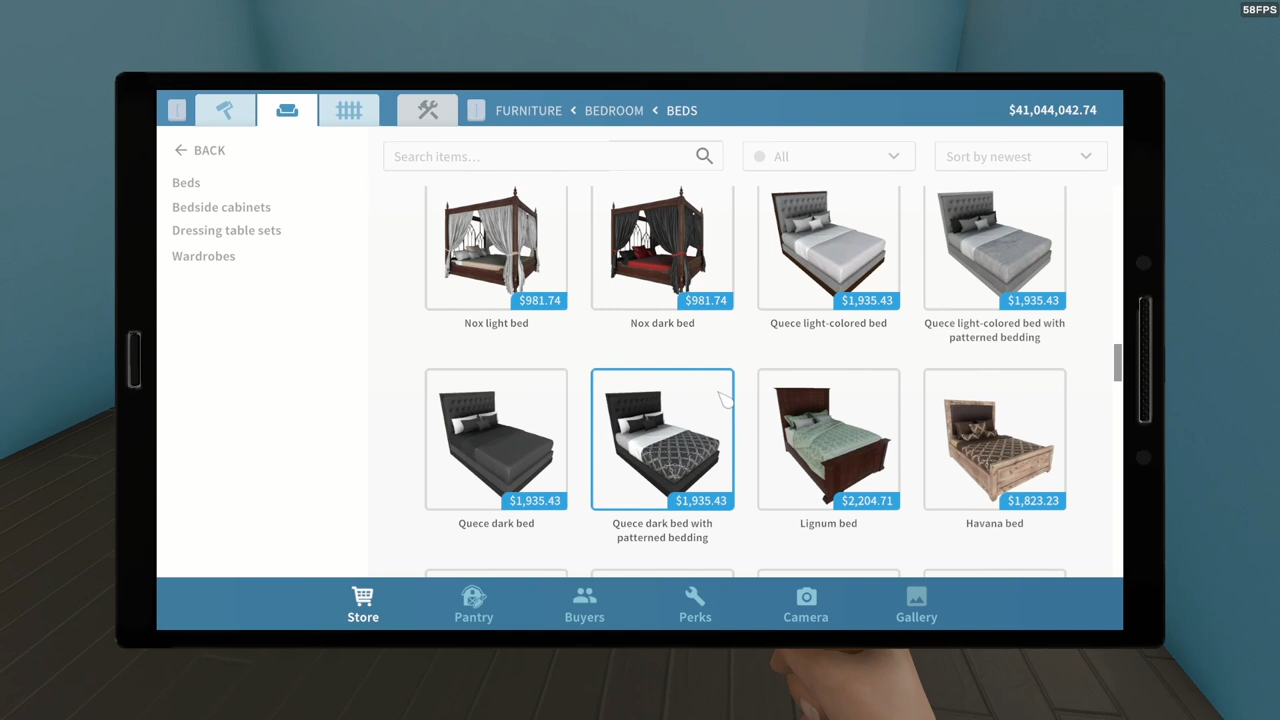 58FPS
FURNITURE < BEDROOM < BEDS
$41,044,042.74
BACK
Search items...
All
Sort by newest
Beds
Bedside cabinets
Dressing table sets
Wardrobes
$981.74
$981.74
$1,935.43
$1,935.43
Nox light bed
Nox dark bed
Quece light-colored bed
Quece light-colored bed with
patterned bedding
$1,935.43
$1,935.43
$2,204.71
$1,823.23
Quece dark bed
Quece dark bed with
patterned bedding
Lignum bed
Havana bed
Store
Pantry
Buyers
Perks
Camera
Gallery